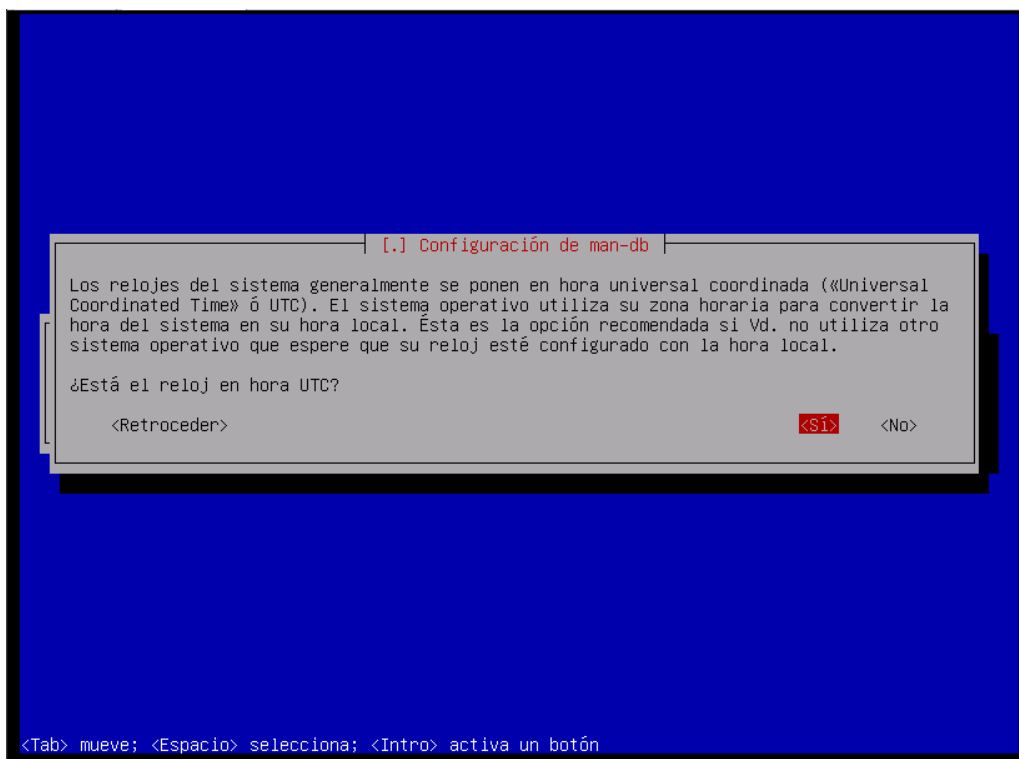 [.] Configuración de man-db
Los relojes del sistema generalmente se ponen en hora universal coordinada («Universal
Coordinated Time» ó UTC). El sistema operativo utiliza su zona horaria para convertir la
hora del sistema en su hora local. Ésta es la opción recomendada si Vd. no utiliza otro
sistema operativo que espere que su reloj esté configurado con la hora local.
¿Está el reloj en hora UTC?
<Retroceder> <Sí> <No>
<Tab> mueve; <Espacio> selecciona; <Intro> activa un botón